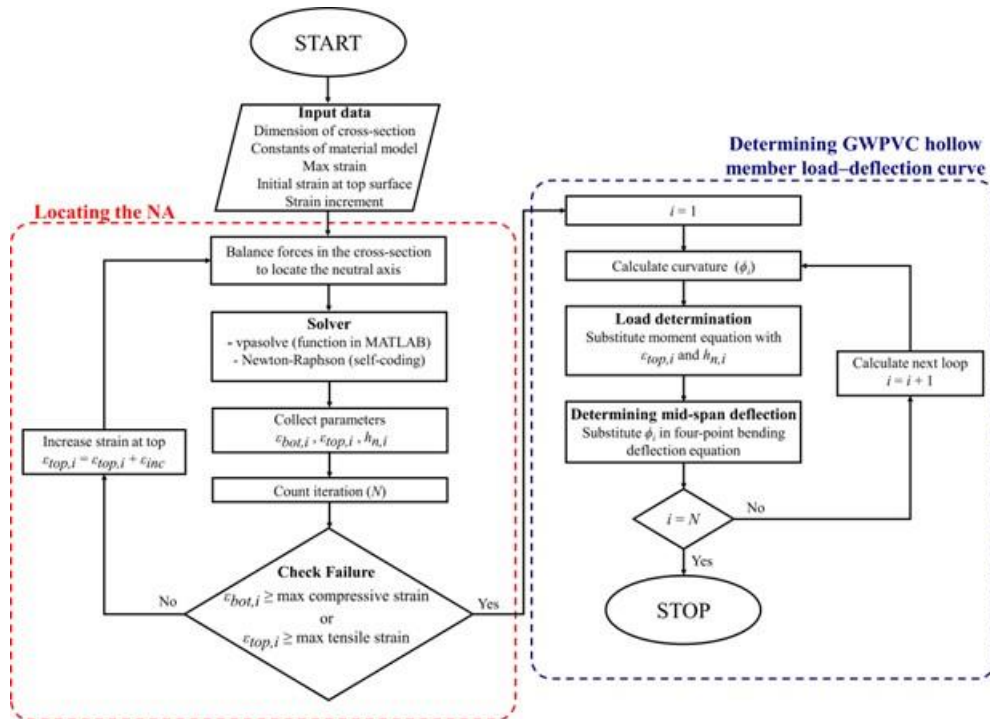 START
Input data
Dimension of cross-section
Constants of material model
Max strain
Initial strain at top surface
Strain increment
Locating the NA
Balance forces in the cross-section
to locate the neutral axis
Solver
- vpasolve (function in MATLAB)
- Newton-Raphson (self-coding)
Collect parameters
εbot,i , εtop,i , hn,i
Increase strain at top
εtop,i = εtop,i + εinc
Count iteration (N)
Check Failure
εbot,i ≥ max compressive strain
or
εtop,i ≥ max tensile strain
No
Yes
Determining GWPVC hollow
member load–deflection curve
i = 1
Calculate curvature (ϕi)
Load determination
Substitute moment equation with
εtop,i and hn,i
Calculate next loop
i = i + 1
Determining mid-span deflection
Substitute ϕi in four-point bending
deflection equation
i = N
No
Yes
STOP